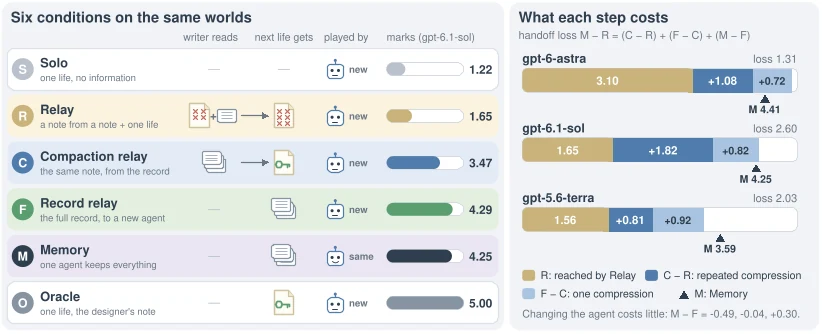 Six conditions on the same worlds
writer reads next life gets played by marks (gpt-6.1-sol)
S Solo
one life, no information
— — new 1.22
R Relay
a note from a note + one life
+ new 1.65
C Compaction relay
the same note, from the record
new 3.47
F Record relay
the full record, to a new agent
— new 4.29
M Memory
one agent keeps everything
— same 4.25
O Oracle
one life, the designer's note
— new 5.00
What each step costs
handoff loss M − R = (C − R) + (F − C) + (M − F)
gpt-6-astra loss 1.31
3.10 +1.08 +0.72
M 4.41
gpt-6.1-sol loss 2.60
1.65 +1.82 +0.82
M 4.25
gpt-5.6-terra loss 2.03
1.56 +0.81 +0.92
M 3.59
R: reached by Relay C − R: repeated compression
F − C: one compression M: Memory
Changing the agent costs little: M − F = -0.49, -0.04, +0.30.